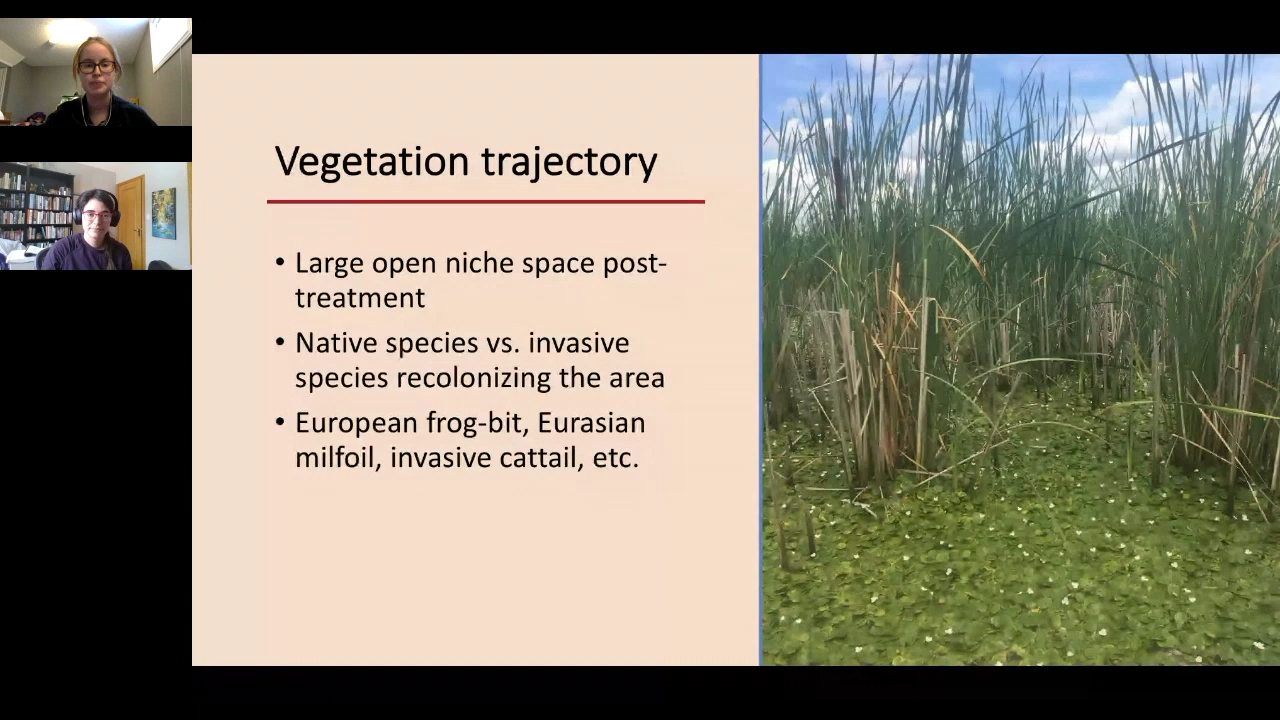 Vegetation trajectory
• Large open niche space post-
treatment
• Native species vs. invasive
species recolonizing the area
• European frog-bit, Eurasian
milfoil, invasive cattail, etc.